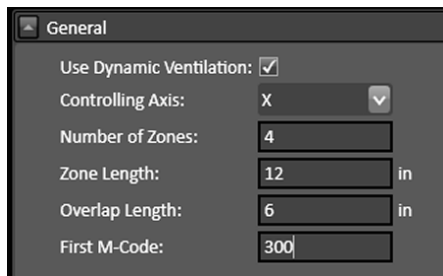 General
Use Dynamic Ventilation:
Controlling Axis: X
Number of Zones: 4
Zone Length: 12 in
Overlap Length: 6 in
First M-Code: 300